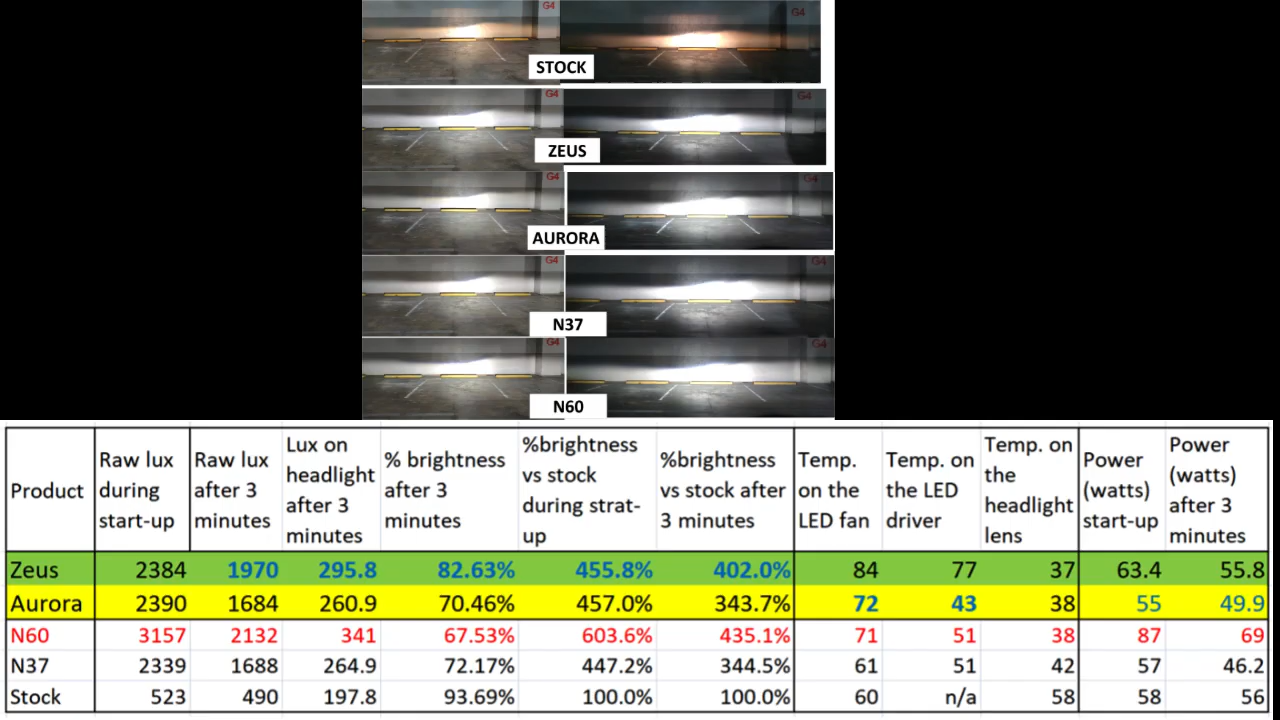 G4 G4
STOCK
G4 G4
ZEUS
G4 G4
AURORA
G4 G4
N37
G4 G4
N60
Product
Raw lux
during
start-up
Raw lux
after 3
minutes
Lux on
headlight
after 3
minutes
% brightness
after 3
minutes
%brightness
vs stock
during strat-
up
%brightness
vs stock after
3 minutes
Temp.
on the
LED fan
Temp. on
the LED
driver
Temp. on
the
headlight
lens
Power
(watts)
start-up
Power
(watts)
after 3
minutes
Zeus 2384 1970 295.8 82.63% 455.8% 402.0% 84 77 37 63.4 55.8
Aurora 2390 1684 260.9 70.46% 457.0% 343.7% 72 43 38 55 49.9
N60 3157 2132 341 67.53% 603.6% 435.1% 71 51 38 87 69
N37 2339 1688 264.9 72.17% 447.2% 344.5% 61 51 42 57 46.2
Stock 523 490 197.8 93.69% 100.0% 100.0% 60 n/a 58 58 56